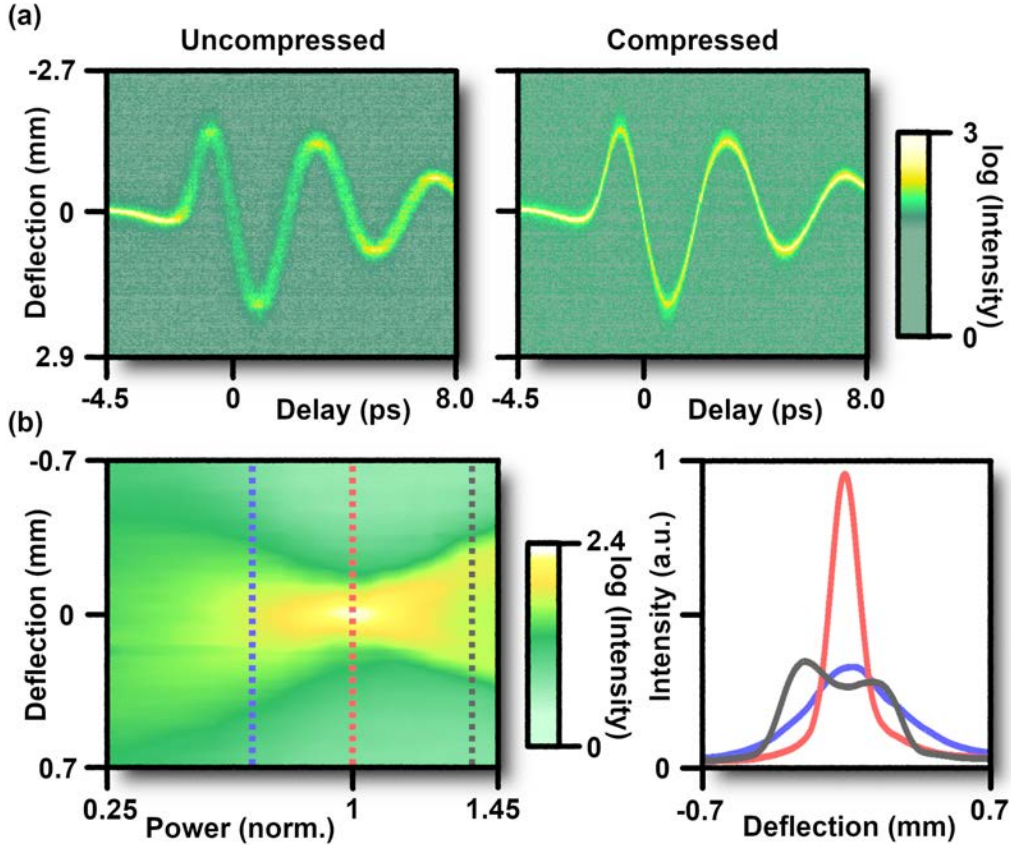 (a)
Uncompressed
Compressed
-2.7
0
2.9
Deflection (mm)
-4.5
0
Delay (ps)
8.0
-4.5
0
Delay (ps)
8.0
3
0
log (Intensity)
(b)
-0.7
0
0.7
Deflection (mm)
0.25
1
1.45
Power (norm.)
2.4
0
log (Intensity)
1
0
Intensity (a.u.)
-0.7
0.7
Deflection (mm)